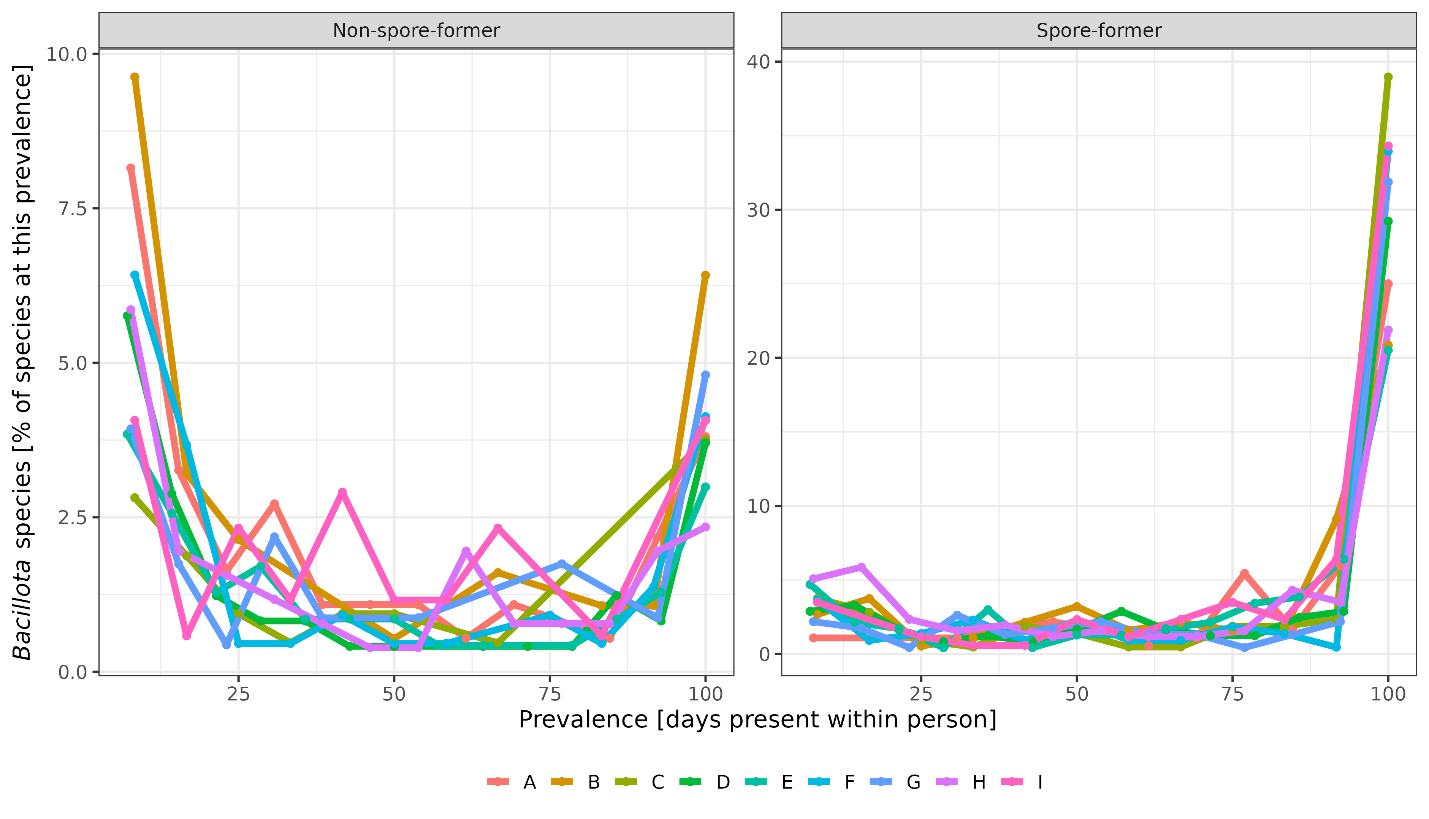 Non-spore-former
Spore-former
Bacillota species [% of species at this prevalence]
10.0
7.5
5.0
2.5
0.0
40
30
20
10
0
25 50 75 100
25 50 75 100
Prevalence [days present within person]
A B C D E F G H I